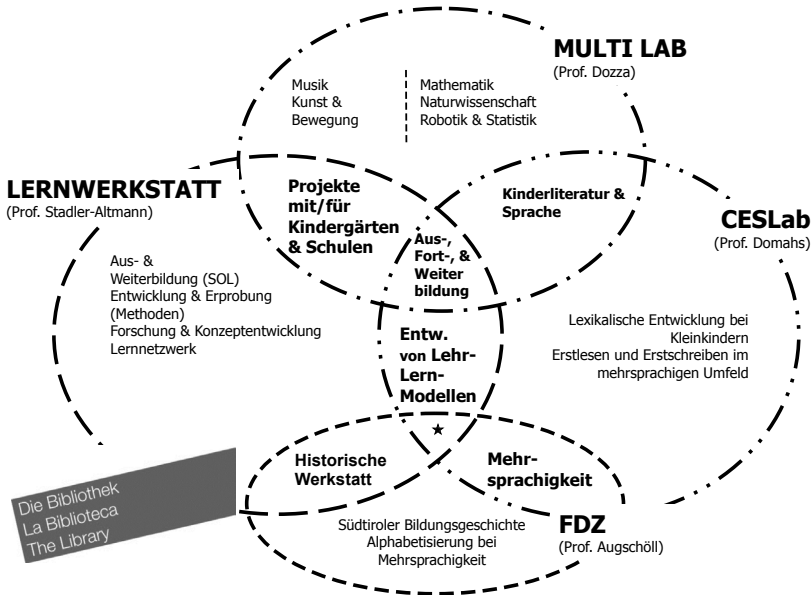 MULTI LAB
(Prof. Dozza)
Musik
Kunst &
Bewegung
Mathematik
Naturwissenschaft
Robotik & Statistik
LERNWERKSTATT
(Prof. Stadler-Altmann)
Projekte
mit/für
Kindergärten
& Schulen
Kinderliteratur &
Sprache
CESLab
(Prof. Domahs)
Aus-,
Fort-, &
Weiter
bildung
Aus- &
Weiterbildung (SOL)
Entwicklung & Erprobung
(Methoden)
Forschung & Konzeptentwicklung
Lernnetzwerk
Lexikalische Entwicklung bei
Kleinkindern
Erstlesen und Erstschreiben im
mehrsprachigen Umfeld
Entw.
von Lehr-
Lern-
Modellen
Historische
Werkstatt
Mehr-
sprachigkeit
Die Bibliothek
La Biblioteca
The Library
Südtiroler Bildungsgeschichte
Alphabetisierung bei
Mehrsprachigkeit
FDZ
(Prof. Augschöll)